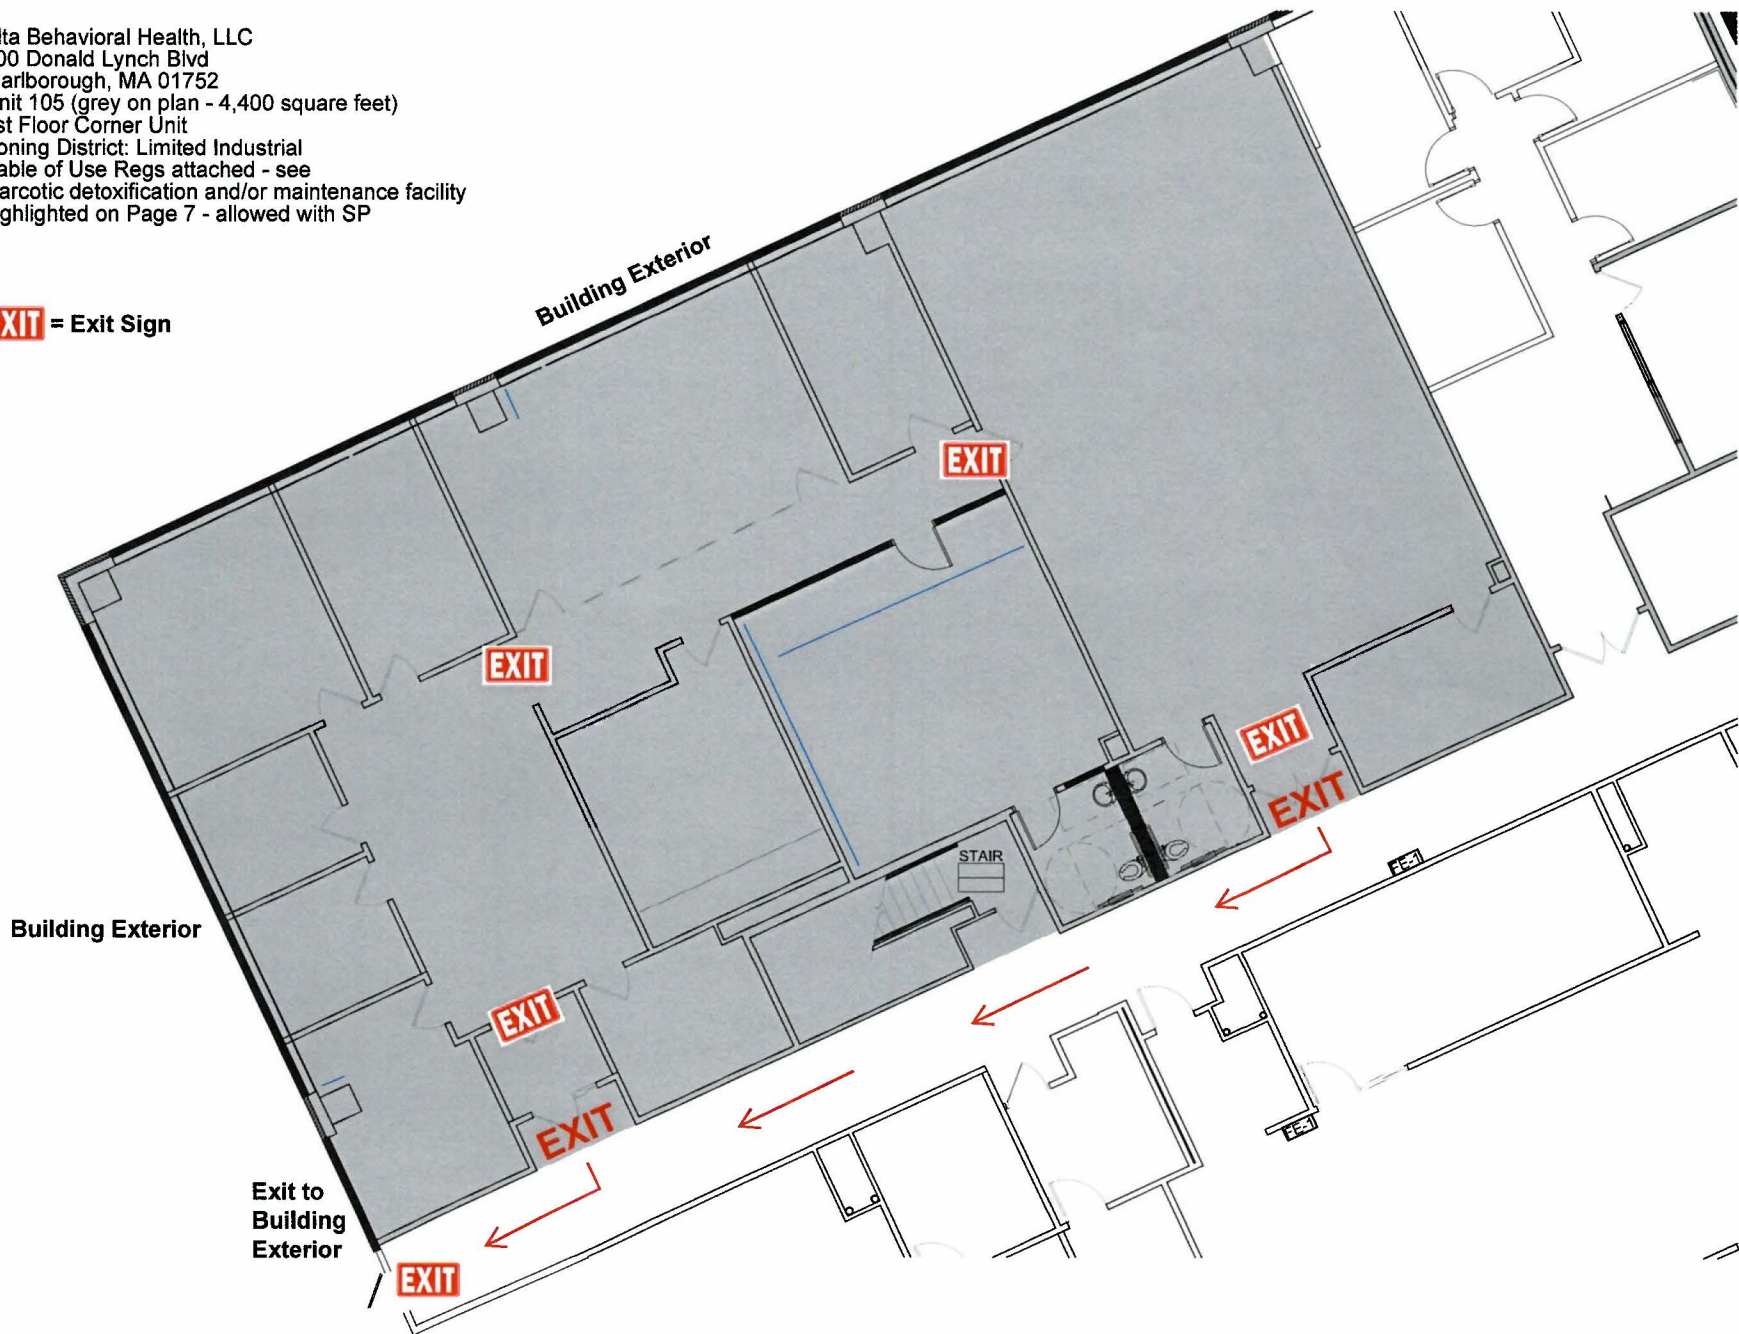 lta Behavioral Health, LLC
00 Donald Lynch Blvd
arlborough, MA 01752
nit 105 (grey on plan - 4,400 square feet)
st Floor Corner Unit
oning District: Limited Industrial
able of Use Regs attached - see
arcotic detoxification and/or maintenance facility
ghlighted on Page 7 - allowed with SP
XIT = Exit Sign
Building Exterior
EXIT
EXIT
EXIT
EXIT
STAIR
FE-1
Building Exterior
EXIT
EXIT
FE-1
Exit to
Building
Exterior
EXIT